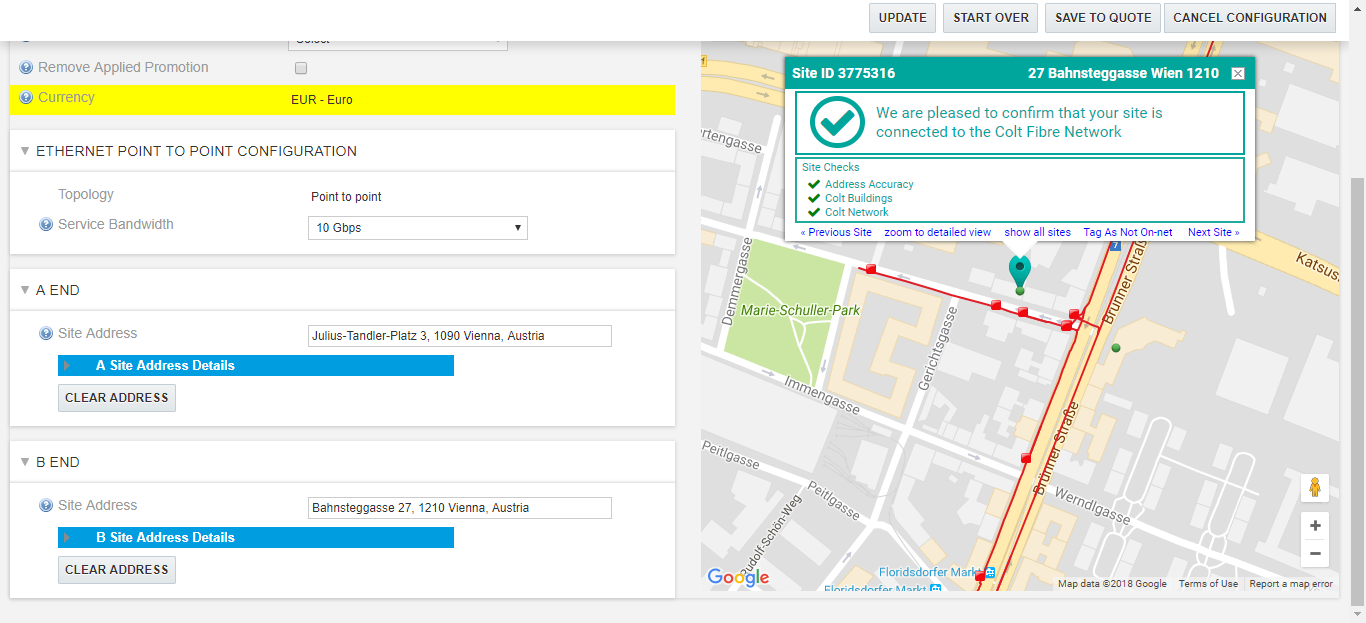 UPDATE START OVER SAVE TO QUOTE CANCEL CONFIGURATION
Select
Remove Applied Promotion
Currency EUR - Euro
ETHERNET POINT TO POINT CONFIGURATION
Topology Point to point
Service Bandwidth 10 Gbps
A END
Site Address Julius-Tandler-Platz 3, 1090 Vienna, Austria
A Site Address Details
CLEAR ADDRESS
B END
Site Address Bahnsteggasse 27, 1210 Vienna, Austria
B Site Address Details
CLEAR ADDRESS
Site ID 3775316 27 Bahnsteggasse Wien 1210
We are pleased to confirm that your site is
connected to the Colt Fibre Network
Site Checks
Address Accuracy
Colt Buildings
Colt Network
« Previous Site zoom to detailed view show all sites Tag As Not On-net Next Site »
rtengasse
7
Katsus
Demmergasse
Brünner Straße
Marie-Schuller-Park
Gerichtsgasse
Immengasse
Brünner Straße
Peitlgasse
Peitlgasse
Werndlgasse
Rudolf-Schön-Weg
Floridsdorfer Markt
Floridsdorfer Markt
Google
Map data ©2018 Google Terms of Use Report a map error